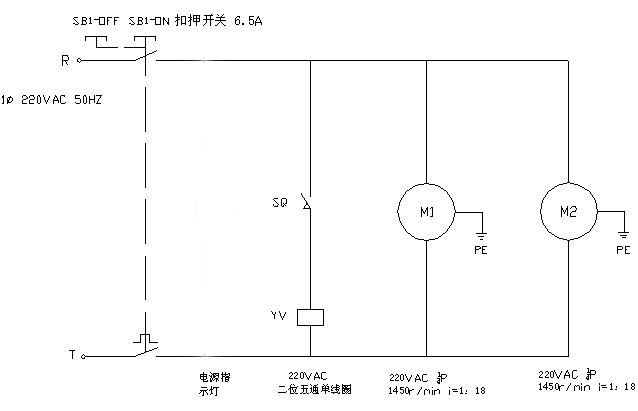 SB1-OFF SB1-ON 扣押开关 6.5A
R
1Ø 220VAC 50HZ
SQ
M1
M2
PE
PE
YV
T
电源指
示灯
220VAC
二位五通单线圈
220VAC
1450r/min i=1:18
220VAC
1450r/min i=1:18